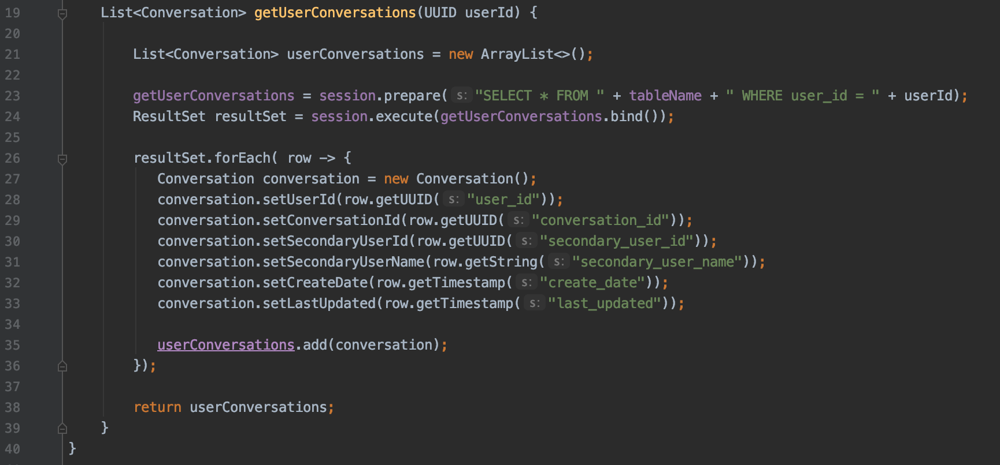 19 List<Conversation> getUserConversations(UUID userId) {
20
21 List<Conversation> userConversations = new ArrayList<>();
22
23 getUserConversations = session.prepare( s: "SELECT * FROM " + tableName + " WHERE user_id = " + userId);
24 ResultSet resultSet = session.execute(getUserConversations.bind());
25
26 resultSet.forEach( row -> {
27 Conversation conversation = new Conversation();
28 conversation.setUserId(row.getUUID( s: "user_id"));
29 conversation.setConversationId(row.getUUID( s: "conversation_id"));
30 conversation.setSecondaryUserId(row.getUUID( s: "secondary_user_id"));
31 conversation.setSecondaryUserName(row.getString( s: "secondary_user_name"));
32 conversation.setCreateDate(row.getTimestamp( s: "create_date"));
33 conversation.setLastUpdated(row.getTimestamp( s: "last_updated"));
34
35 userConversations.add(conversation);
36 });
37
38 return userConversations;
39 }
40 }